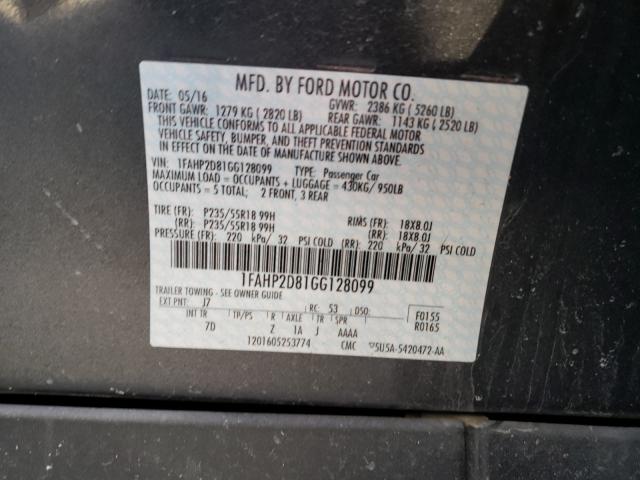 MFD. BY FORD MOTOR CO.
DATE: 05/16 GVWR: 2386 KG ( 5260 LB)
FRONT GAWR: 1279 KG ( 2820 LB) REAR GAWR: 1143 KG ( 2520 LB)
THIS VEHICLE CONFORMS TO ALL APPLICABLE FEDERAL MOTOR
VEHICLE SAFETY, BUMPER, AND THEFT PREVENTION STANDARDS
IN EFFECT ON THE DATE OF MANUFACTURE SHOWN ABOVE.
VIN: 1FAHP2D81GG128099 TYPE: Passenger Car
MAXIMUM LOAD = OCCUPANTS + LUGGAGE = 430KG/ 950LB
OCCUPANTS = 5 TOTAL; 2 FRONT, 3 REAR
TIRE (FR): P235/55R18 99H RIMS (FR): 18X8.0J
(RR): P235/55R18 99H (RR): 18X8.0J
PRESSURE (FR): 220 kPa/ 32 PSI COLD (RR): 220 kPa/ 32 PSI COLD
1FAHP2D81GG128099
TRAILER TOWING - SEE OWNER GUIDE
EXT PNT: J7 RC: 53 DSO: F0155
INT TR TP/PS R AXLE TR SPR R0165
7D Z 1A J AAAA
1201605253774 CMC 5U5A-5420472-AA